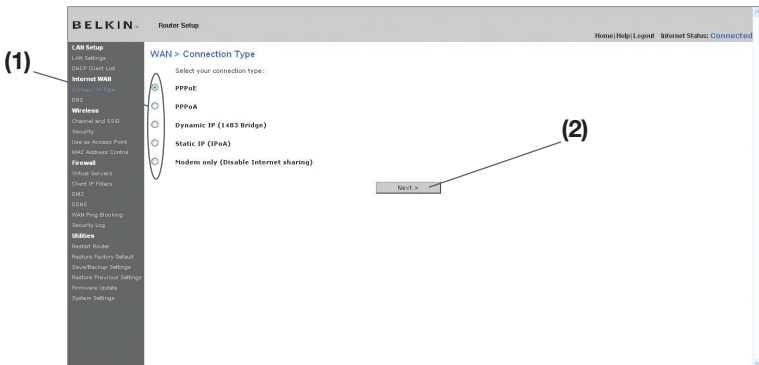 BELKIN
Router Setup
Home|Help|Logout Internet Status: Connected
LAN Setup
LAN Settings
DHCP Client List
Internet WAN
Connection Type
DNS
Wireless
Channel and SSID
Security
Use as Access Point
MAC Address Control
Firewall
Virtual Servers
Client IP Filters
DMZ
DDNS
WAN Ping Blocking
Security Log
Utilities
Restart Router
Restore Factory Default
Save/Backup Settings
Restore Previous Settings
Firmware Update
System Settings
WAN > Connection Type
Select your connection type:
(1)
PPPoE
PPPoA
Dynamic IP (1483 Bridge)
Static IP (IPoA)
Modem only (Disable Internet sharing)
(2)
Next >